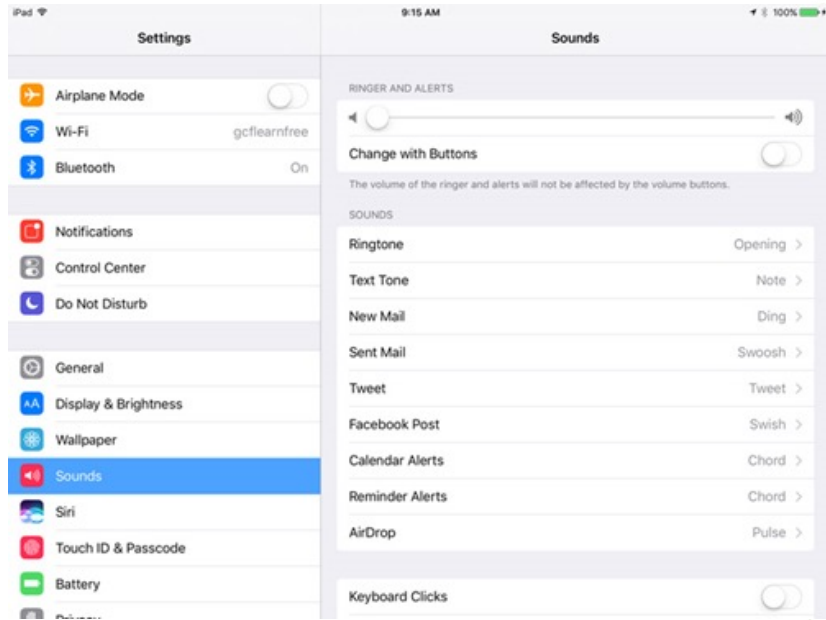 iPad 9:15 AM 100%
Settings
Airplane Mode
Wi-Fi gcflearnfree
Bluetooth On
Notifications
Control Center
Do Not Disturb
General
AA Display & Brightness
Wallpaper
Sounds
Siri
Touch ID & Passcode
Battery
Sounds
RINGER AND ALERTS
Change with Buttons
The volume of the ringer and alerts will not be affected by the volume buttons.
SOUNDS
Ringtone Opening >
Text Tone Note >
New Mail Ding >
Sent Mail Swoosh >
Tweet Tweet >
Facebook Post Swish >
Calendar Alerts Chord >
Reminder Alerts Chord >
AirDrop Pulse >
Keyboard Clicks